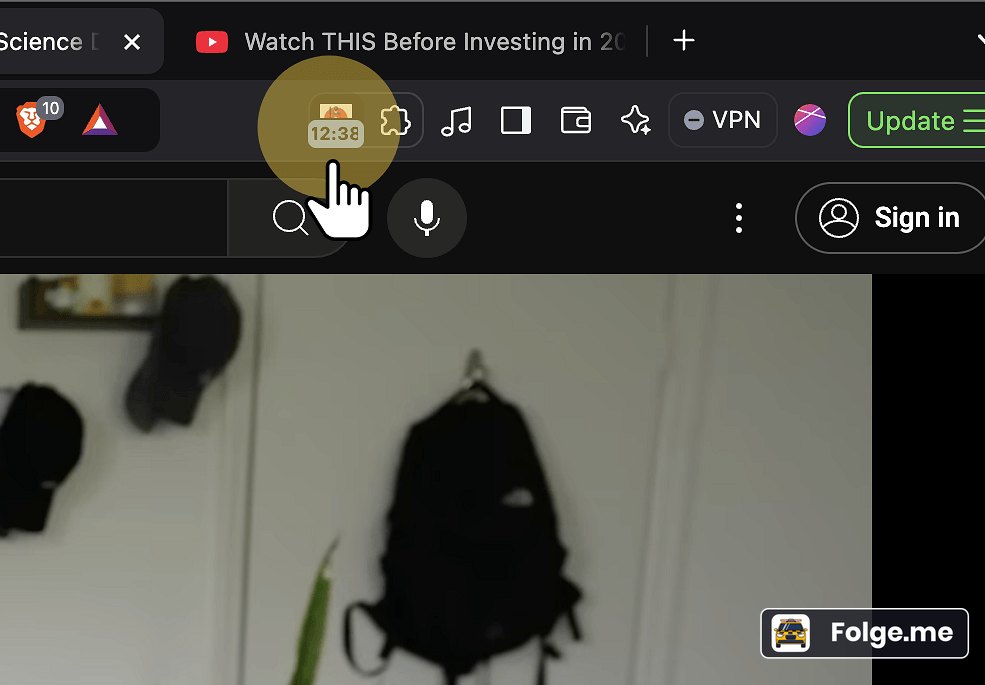 Science
Watch THIS Before Investing in 20
10
12:38
VPN
Update
Sign in
Folge.me